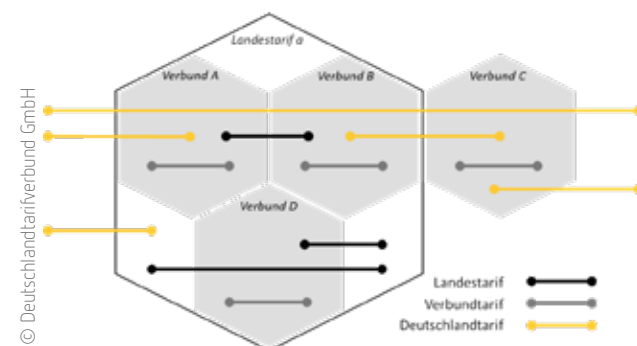 Landestarif a
Verbund A
Verbund B
Verbund C
Verbund D
Landestarif
Verbundtarif
Deutschlandtarif
© Deutschlandtarifverbund GmbH